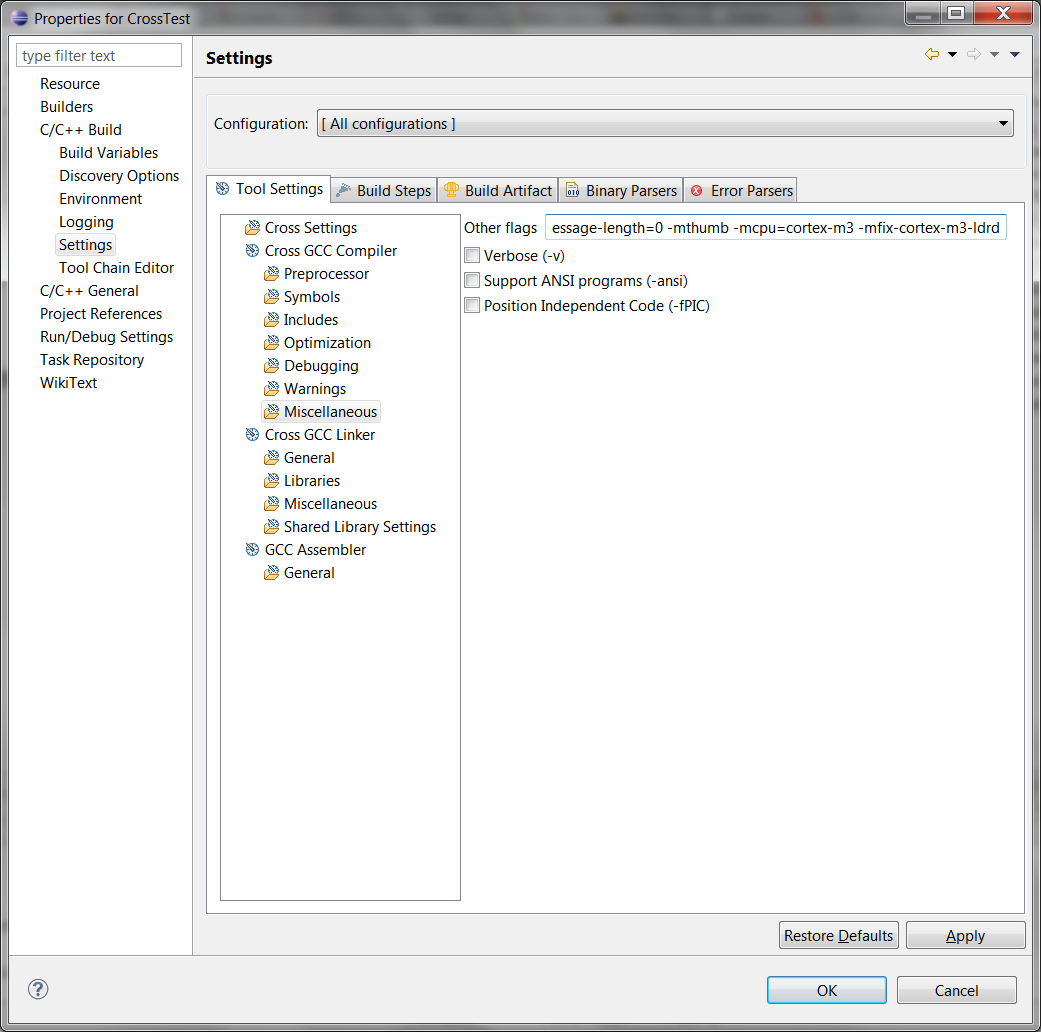 Properties for CrossTest
type filter text
Resource
Builders
C/C++ Build
Build Variables
Discovery Options
Environment
Logging
Settings
Tool Chain Editor
C/C++ General
Project References
Run/Debug Settings
Task Repository
WikiText
Settings
Configuration: [ All configurations ]
Tool Settings Build Steps Build Artifact Binary Parsers Error Parsers
Cross Settings
Cross GCC Compiler
Preprocessor
Symbols
Includes
Optimization
Debugging
Warnings
Miscellaneous
Cross GCC Linker
General
Libraries
Miscellaneous
Shared Library Settings
GCC Assembler
General
Other flags essage-length=0 -mthumb -mcpu=cortex-m3 -mfix-cortex-m3-ldrd
Verbose (-v)
Support ANSI programs (-ansi)
Position Independent Code (-fPIC)
Restore Defaults Apply
? OK Cancel